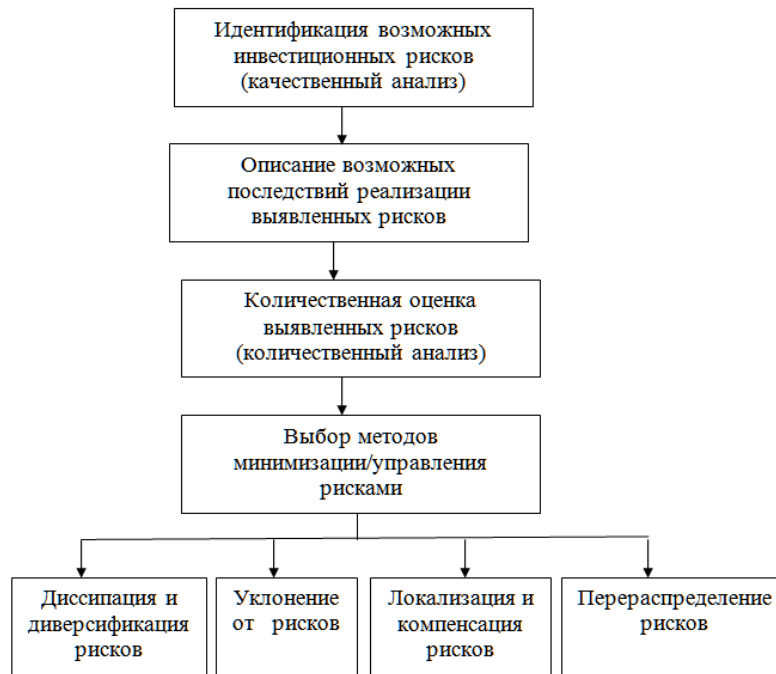 Идентификация возможных
инвестиционных рисков
(качественный анализ)
Описание возможных
последствий реализации
выявленных рисков
Количественная оценка
выявленных рисков
(количественный анализ)
Выбор методов
минимизации/управления
рисками
Диссипация и
диверсификация
рисков
Уклонение
от рисков
Локализация и
компенсация
рисков
Перераспределение
рисков